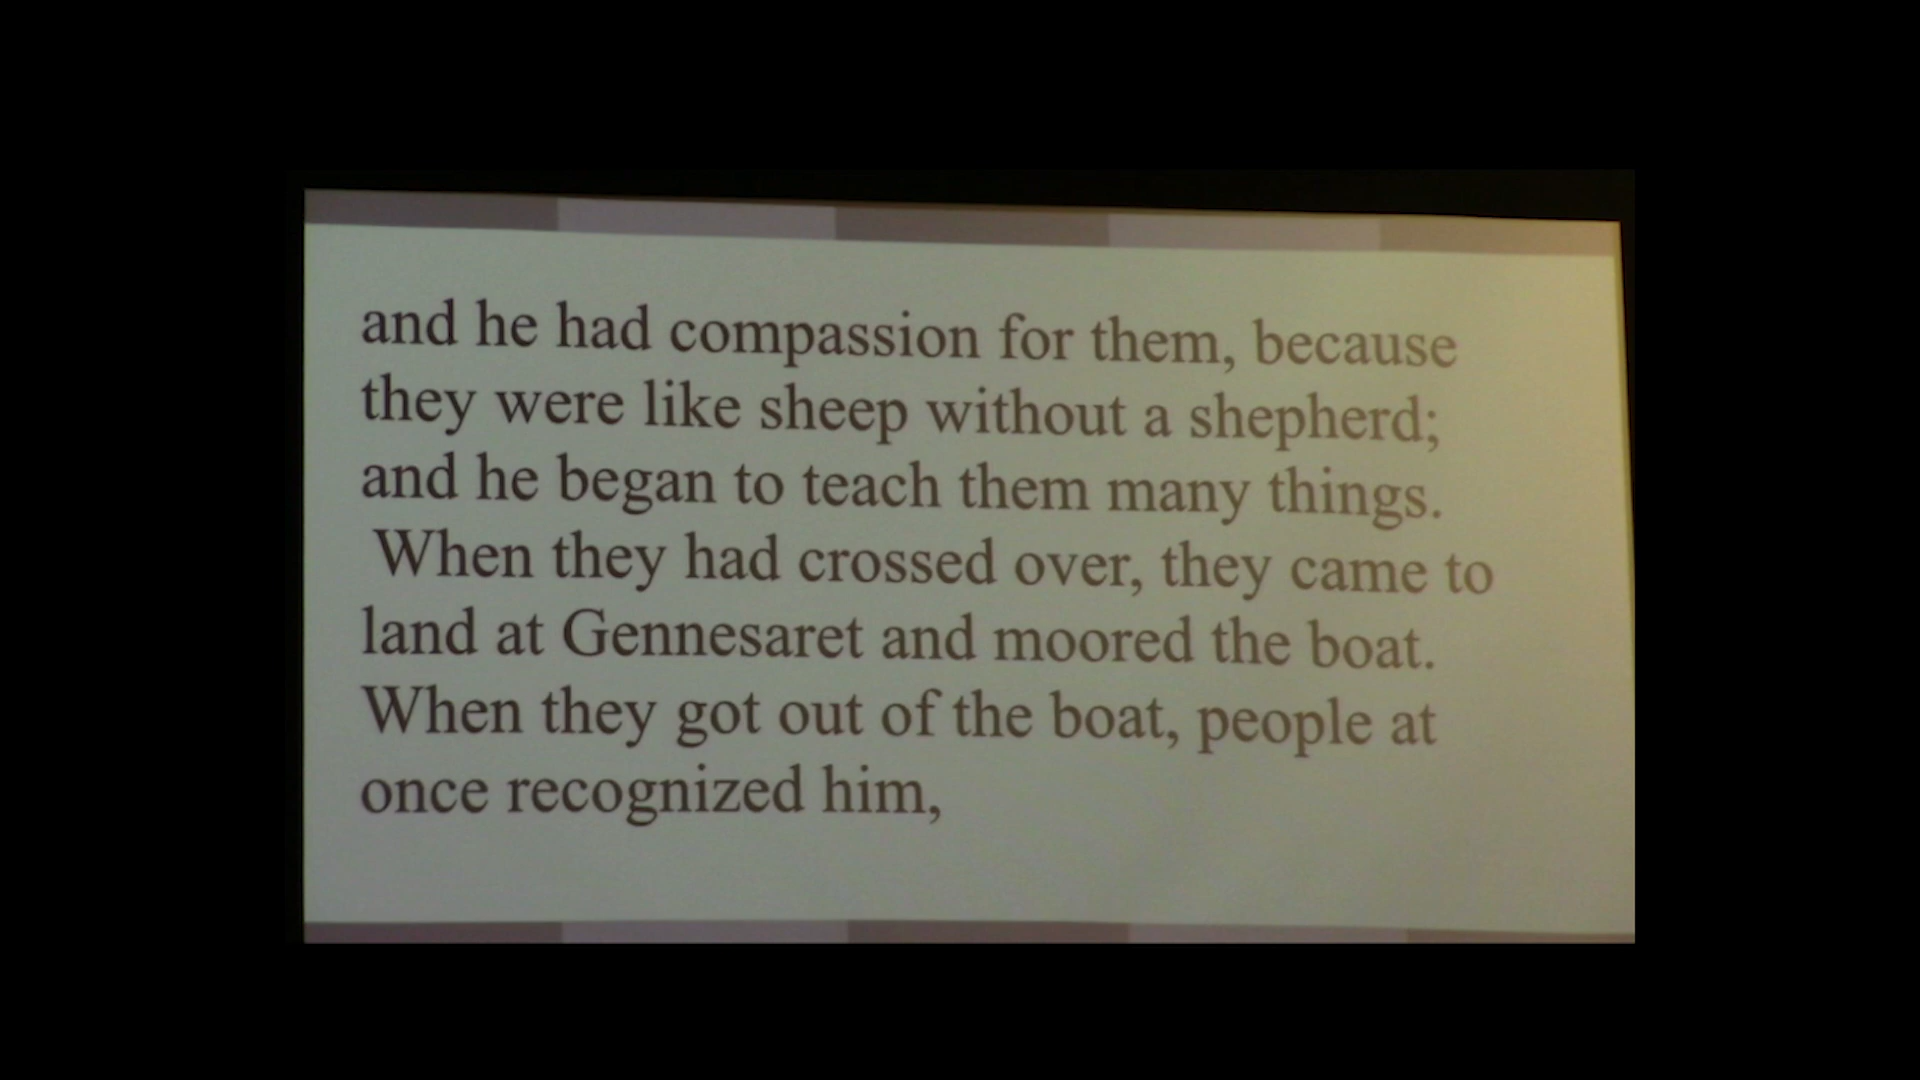 and he had compassion for them, because
they were like sheep without a shepherd;
and he began to teach them many things.
When they had crossed over, they came to
land at Gennesaret and moored the boat.
When they got out of the boat, people at
once recognized him,